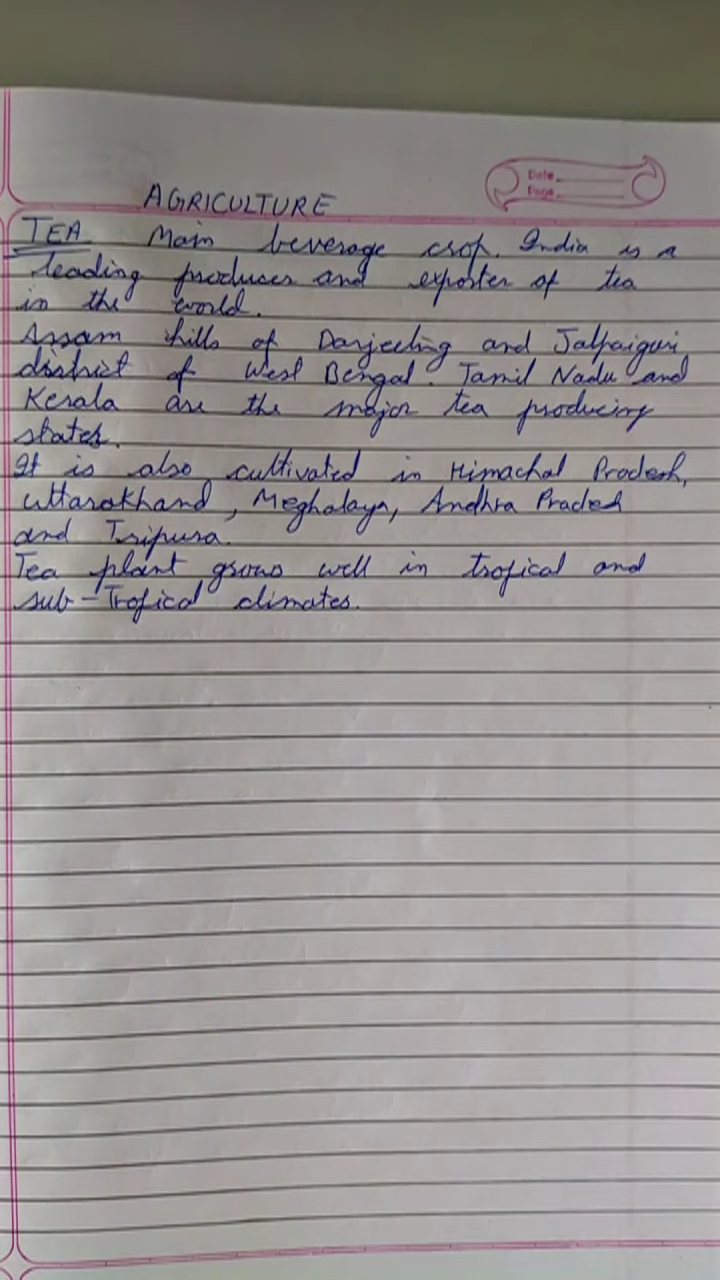 Date
Page
AGRICULTURE
TEA Main beverage crop. India is a
leading producer and exporter of tea
in the world.
Assam hills of Darjeeling and Jalpaiguri
district of West Bengal. Tamil Nadu and
Kerala are the major tea producing
states.
It is also cultivated in Himachal Pradesh,
Uttarakhand, Meghalaya, Andhra Pradesh
and Tripura.
Tea plant grows well in tropical and
sub-Tropical climates.